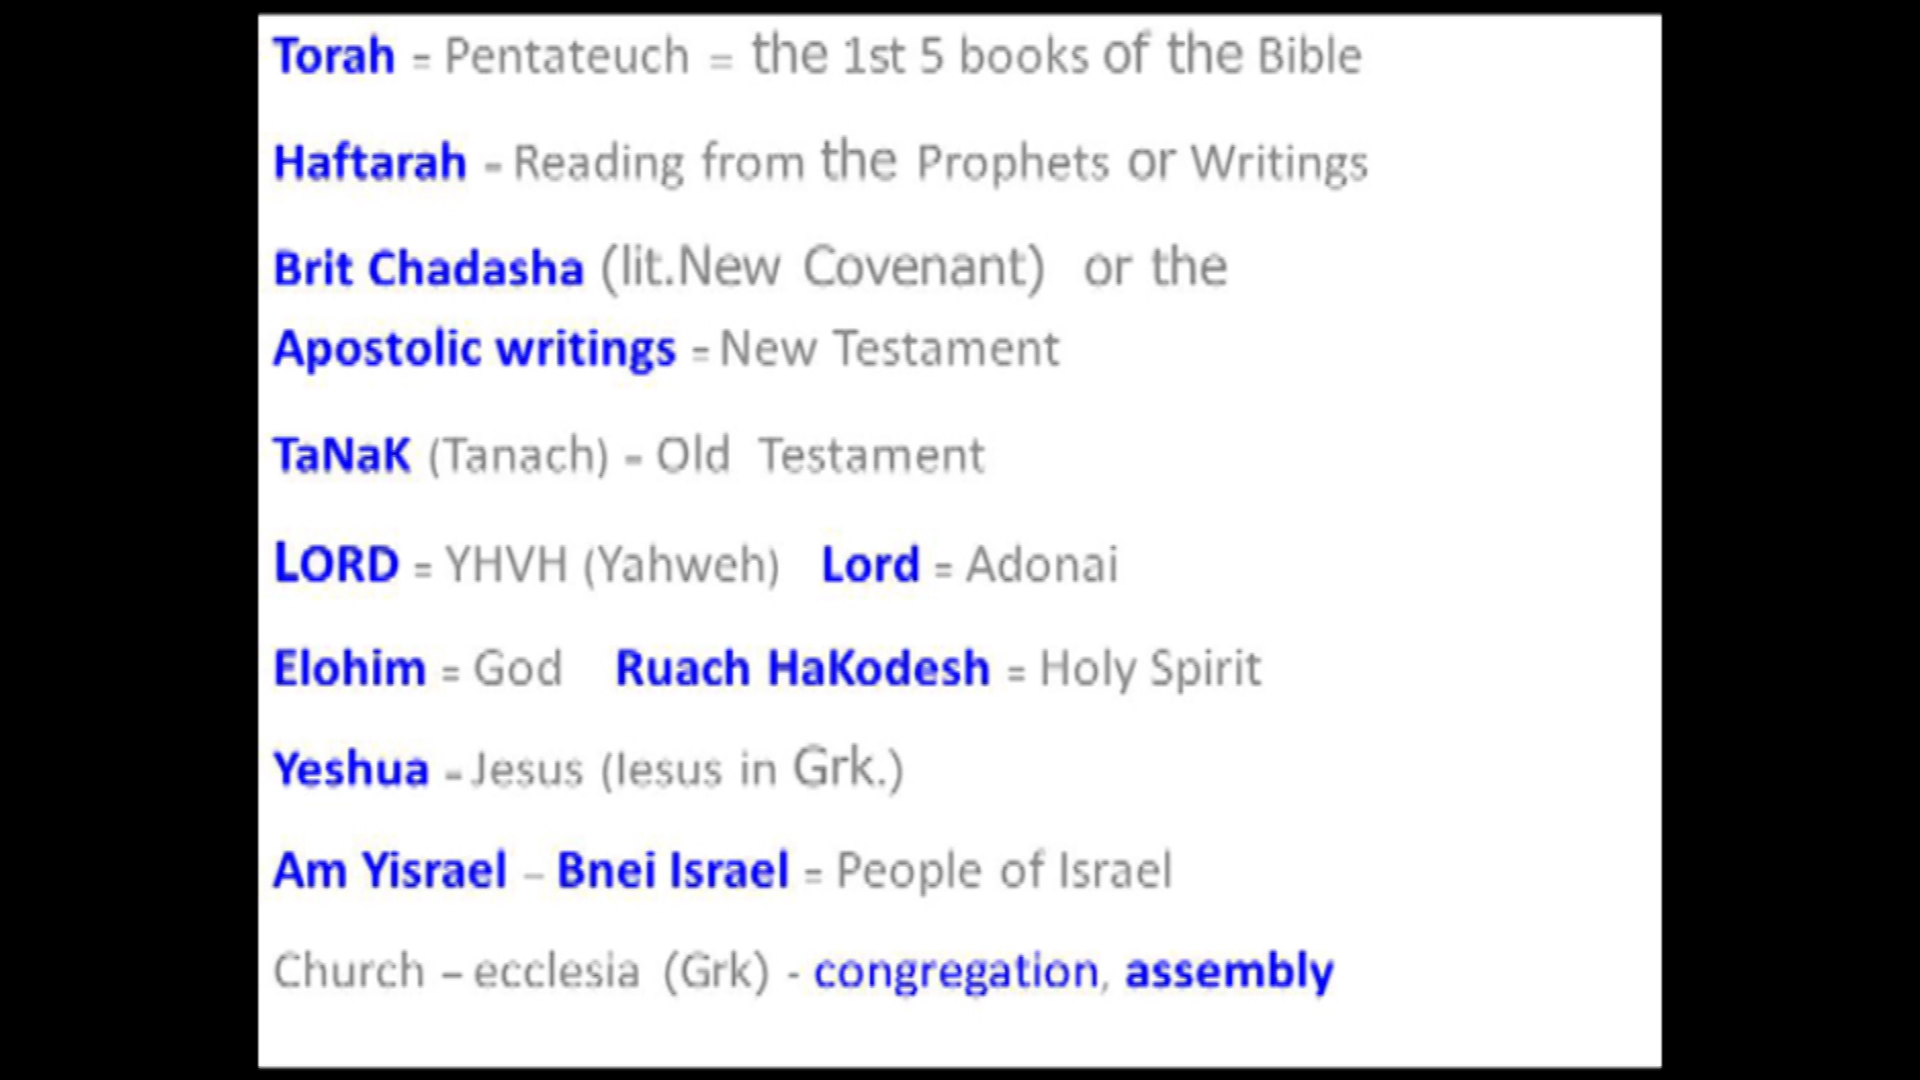 Torah = Pentateuch = the 1st 5 books of the Bible
Haftarah - Reading from the Prophets or Writings
Brit Chadasha (lit.New Covenant) or the
Apostolic writings = New Testament
TaNaK (Tanach) - Old Testament
LORD = YHVH (Yahweh) Lord = Adonai
Elohim = God Ruach HaKodesh = Holy Spirit
Yeshua - Jesus (Iesus in Grk.)
Am Yisrael – Bnei Israel = People of Israel
Church – ecclesia (Grk) - congregation, assembly